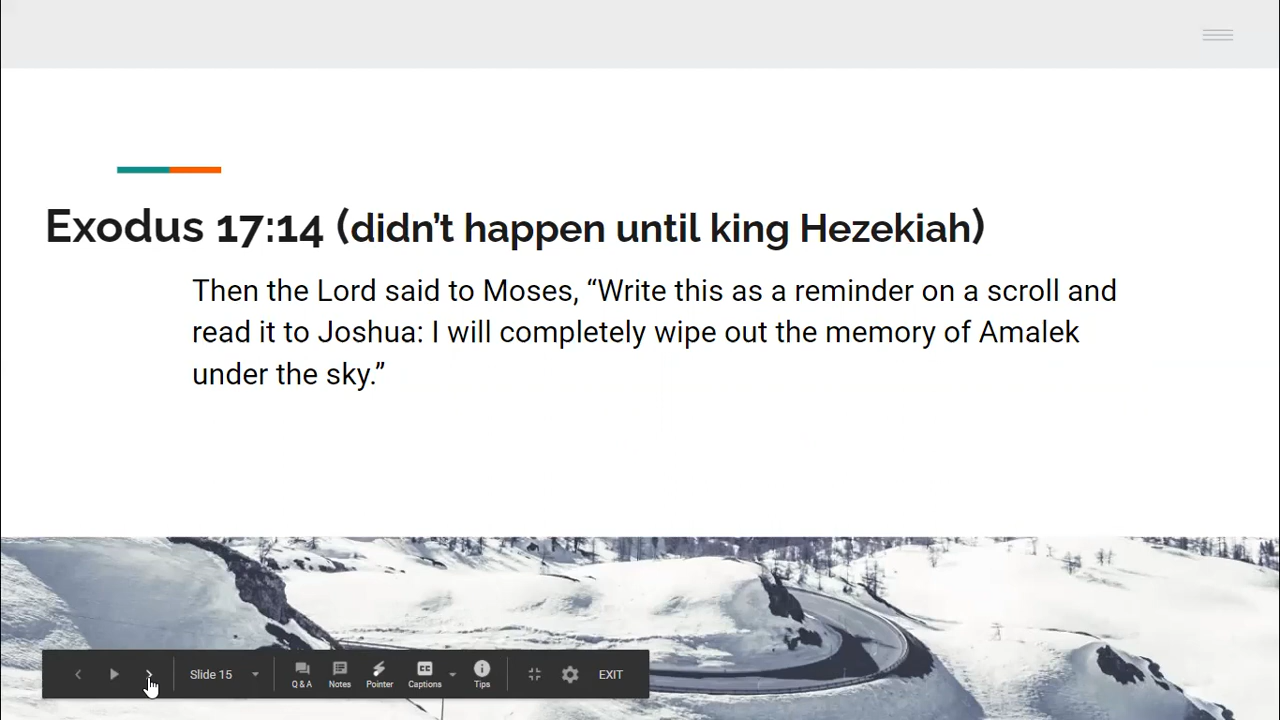 Exodus 17:14 (didn’t happen until king Hezekiah)
Then the Lord said to Moses, “Write this as a reminder on a scroll and
read it to Joshua: I will completely wipe out the memory of Amalek
under the sky.”
Slide 15
Q & A
Notes
Pointer
CC
Captions
Tips
EXIT